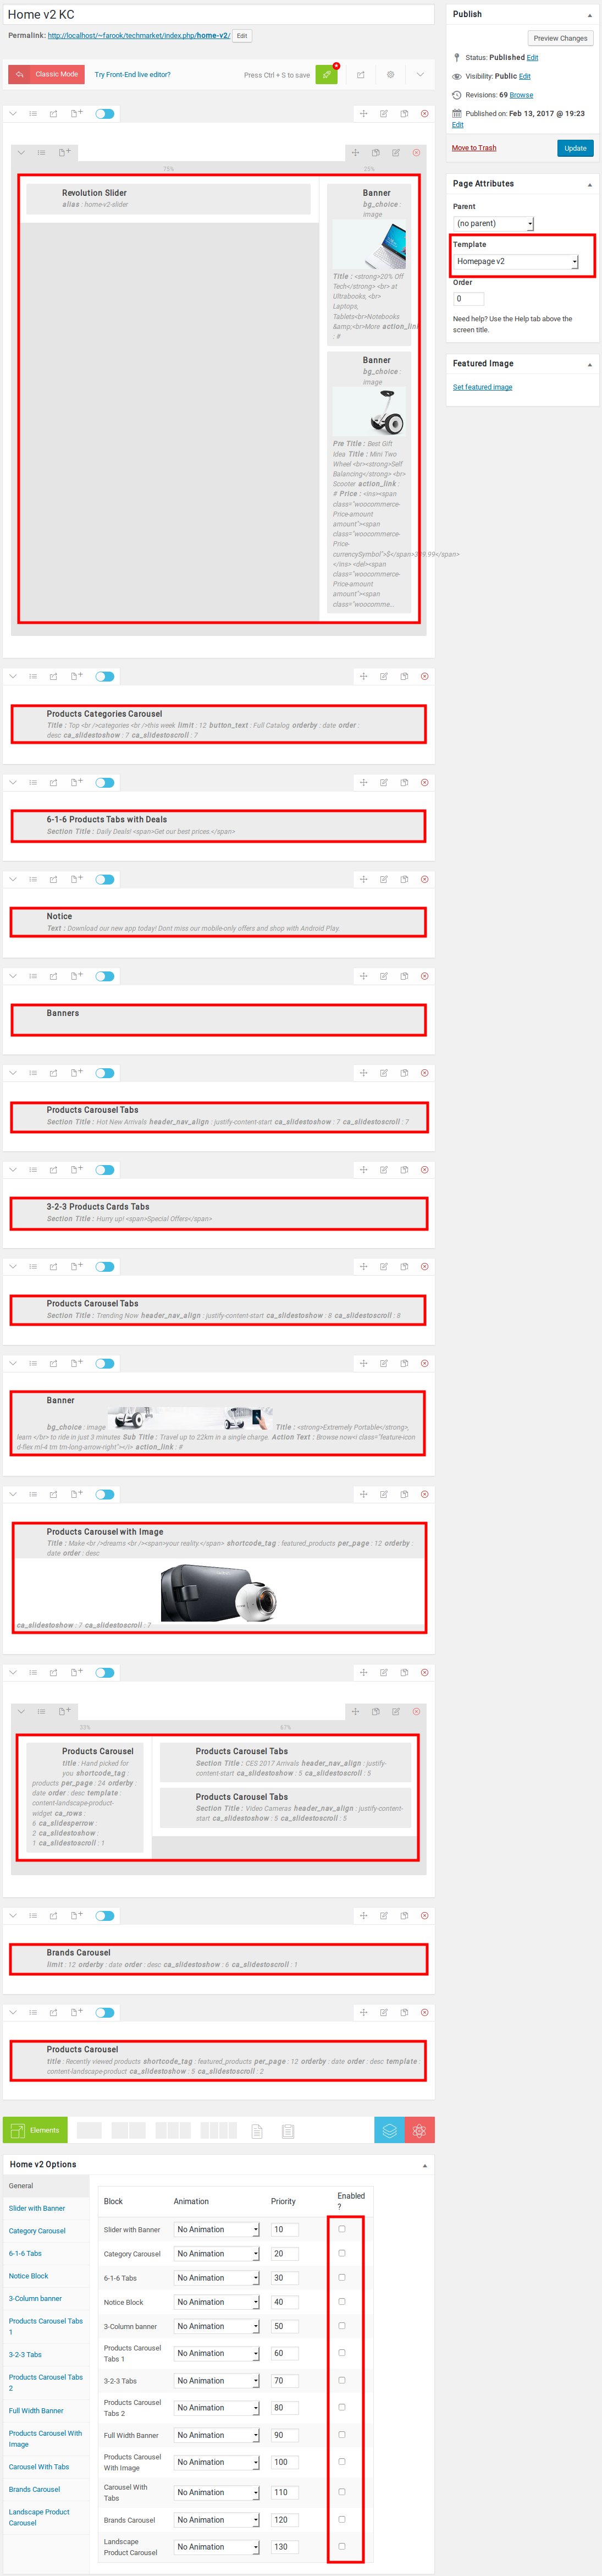 Home v2 KC
Permalink: http://localhost/~farook/techmarket/index.php/home-v2/ Edit
Classic Mode
Try Front-End live editor?
Press Ctrl + S to save
75%
25%
Revolution Slider
alias : home-v2-slider
Banner
bg_choice :
image
Title : <strong>20% Off
Tech</strong> <br> at
Ultrabooks, <br>
Laptops,
Tablets<br>Notebooks
&amp;<br>More action_link
: #
Banner
bg_choice :
image
Pre Title : Best Gift
Idea Title : Mini Two
Wheel <br><strong>Self
Balancing</strong> <br>
Scooter action_link :
# Price : <ins><span
class="woocommerce-
Price-amount
amount"><span
class="woocommerce-
Price-
</ins> <del><span
class="woocommerce-
Price-amount
amount"><span
class="woocomme...
Products Categories Carousel
Title : Top <br />categories <br />this week limit : 12 button_text : Full Catalog orderby : date order :
desc ca_slidestoshow : 7 ca_slidestoscroll : 7
6-1-6 Products Tabs with Deals
Section Title : Daily Deals! <span>Get our best prices.</span>
Notice
Text : Download our new app today! Dont miss our mobile-only offers and shop with Android Play.
Banners
Products Carousel Tabs
Section Title : Hot New Arrivals header_nav_align : justify-content-start ca_slidestoshow : 7 ca_slidestoscroll : 7
3-2-3 Products Cards Tabs
Section Title : Hurry up! <span>Special Offers</span>
Products Carousel Tabs
Section Title : Trending Now header_nav_align : justify-content-start ca_slidestoshow : 8 ca_slidestoscroll : 8
Banner
bg_choice : image Title : <strong>Extremely Portable</strong>,
learn </br> to ride in just 3 minutes Sub Title : Travel up to 22km in a single charge. Action Text : Browse now<i class="feature-icon
d-flex ml-4 tm tm-long-arrow-right"></i> action_link : #
Products Carousel with Image
Title : Make <br />dreams <br /><span>your reality.</span> shortcode_tag : featured_products per_page : 12 orderby :
date order : desc
ca_slidestoshow : 7 ca_slidestoscroll : 7
33%
67%
Products Carousel
title : Hand picked for
you shortcode_tag :
products per_page : 24 orderby :
date order : desc template :
content-landscape-product-
widget ca_rows :
6 ca_slidesperrow :
2 ca_slidestoshow :
1 ca_slidestoscroll : 1
Products Carousel Tabs
Section Title : CES 2017 Arrivals header_nav_align : justify-
content-start ca_slidestoshow : 5 ca_slidestoscroll : 5
Products Carousel Tabs
Section Title : Video Cameras header_nav_align : justify-content-
start ca_slidestoshow : 5 ca_slidestoscroll : 5
Brands Carousel
limit : 12 orderby : date order : desc ca_slidestoshow : 6 ca_slidestoscroll : 1
Products Carousel
title : Recently viewed products shortcode_tag : featured_products per_page : 12 orderby : date order : desc template :
content-landscape-product ca_slidestoshow : 5 ca_slidestoscroll : 2
Elements
Home v2 Options
General
Slider with Banner
Category Carousel
6-1-6 Tabs
Notice Block
3-Column banner
Products Carousel Tabs
1
3-2-3 Tabs
Products Carousel Tabs
2
Full Width Banner
Products Carousel With
Image
Carousel With Tabs
Brands Carousel
Landscape Product
Carousel
Block Animation Priority Enabled
?
Slider with Banner No Animation 10
Category Carousel No Animation 20
6-1-6 Tabs No Animation 30
Notice Block No Animation 40
3-Column banner No Animation 50
Products Carousel
Tabs 1 No Animation 60
3-2-3 Tabs No Animation 70
Products Carousel
Tabs 2 No Animation 80
Full Width Banner No Animation 90
Products Carousel
With Image No Animation 100
Carousel With
Tabs No Animation 110
Brands Carousel No Animation 120
Landscape
Product Carousel No Animation 130
Publish
Preview Changes
Status: Published Edit
Visibility: Public Edit
Revisions: 69 Browse
Published on: Feb 13, 2017 @ 19:23
Edit
Move to Trash
Update
Page Attributes
Parent
(no parent)
Template
Homepage v2
Order
0
Need help? Use the Help tab above the
screen title.
Featured Image
Set featured image